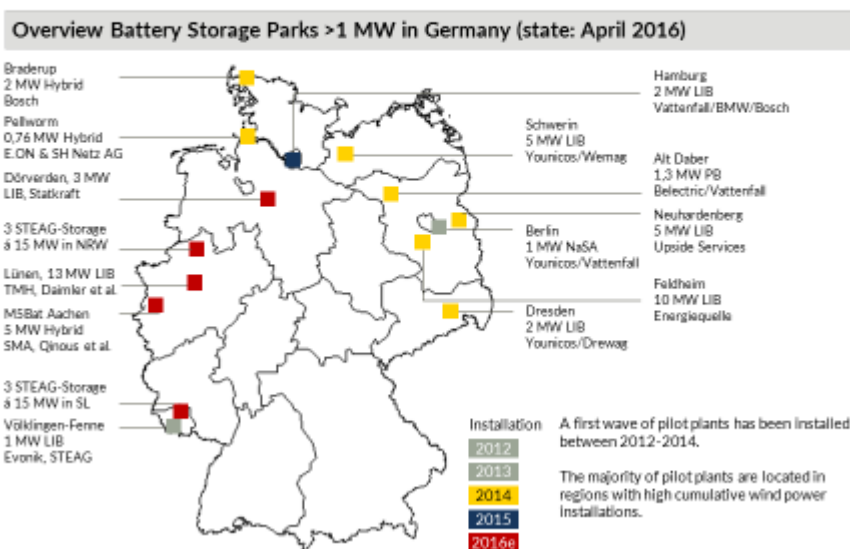 Overview Battery Storage Parks >1 MW in Germany (state: April 2016)
Braderup
2 MW Hybrid
Bosch
Pellworm
0,76 MW Hybrid
E.ON & SH Netz AG
Dörverden, 3 MW
LIB, Statkraft
3 STEAG-Storage
á 15 MW in NRW
Lünen, 13 MW LIB
TMH, Daimler et al.
M5Bat Aachen
5 MW Hybrid
SMA, Qinous et al.
3 STEAG-Storage
á 15 MW in SL
Völklingen-Fenne
1 MW LIB
Evonik, STEAG
Hamburg
2 MW LIB
Vattenfall/BMW/Bosch
Schwerin
5 MW LIB
Younicos/Wemag
Alt Daber
1,3 MW PB
Belectric/Vattenfall
Neuhardenberg
5 MW LIB
Upside Services
Berlin
1 MW NaSA
Younicos/Vattenfall
Feldheim
10 MW LIB
Energiequelle
Dresden
2 MW LIB
Younicos/Drewag
Installation
2012
2013
2014
2015
2016e
A first wave of pilot plants has been installed
between 2012-2014.
The majority of pilot plants are located in
regions with high cumulative wind power
installations.